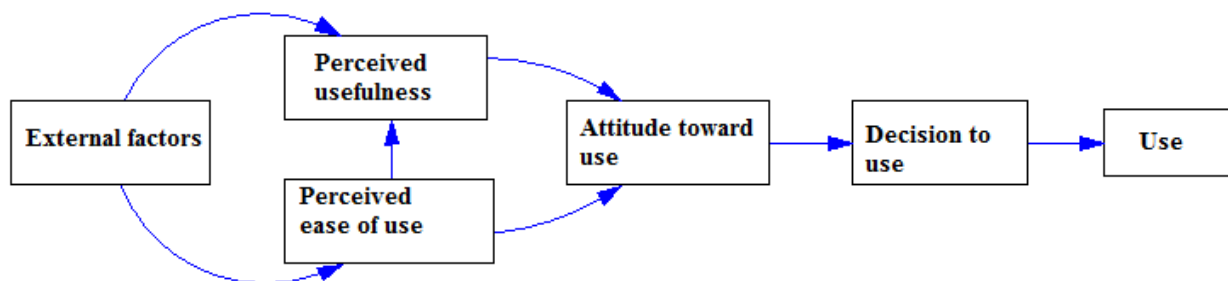 External factors
Perceived
usefulness
Perceived
ease of use
Attitude toward
use
Decision to
use
Use